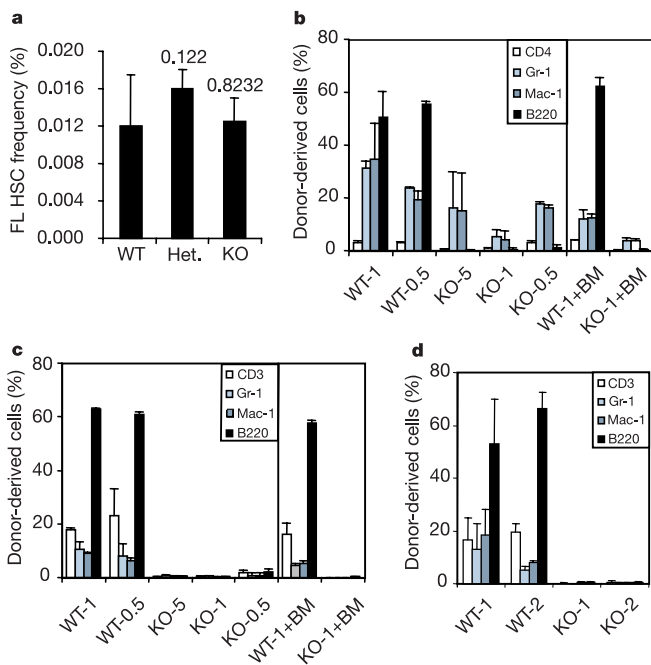 a
FL HSC frequency (%)
0.020
0.016
0.012
0.008
0.004
0.000
0.122
0.8232
WT Het. KO
b
Donor-derived cells (%)
80
60
40
20
0
CD4
Gr-1
Mac-1
B220
WT-1
WT-0.5
KO-5
KO-1
KO-0.5
WT-1+BM
KO-1+BM
c
Donor-derived cells (%)
80
60
40
20
0
CD3
Gr-1
Mac-1
B220
WT-1
WT-0.5
KO-5
KO-1
KO-0.5
WT-1+BM
KO-1+BM
d
Donor-derived cells (%)
80
60
40
20
0
CD3
Gr-1
Mac-1
B220
WT-1
WT-2
KO-1
KO-2